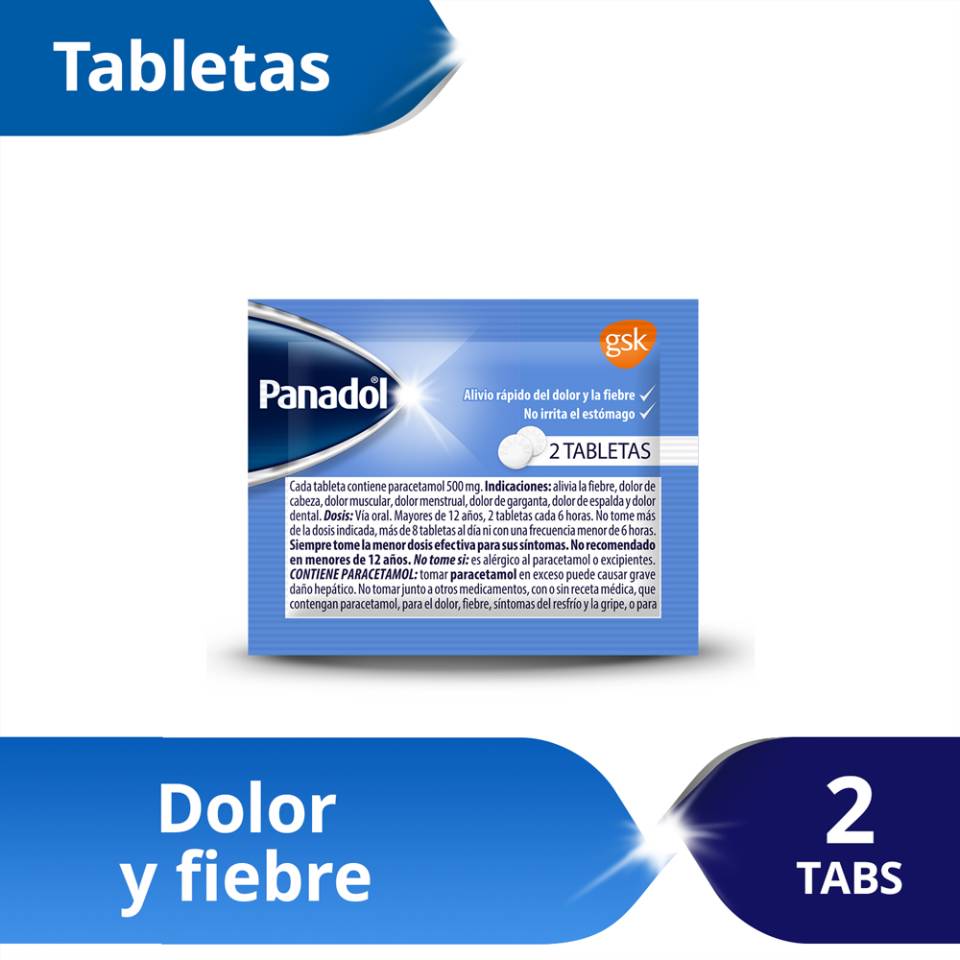 Tabletas
gsk
Panadol®
Alivio rápido del dolor y la fiebre
No irrita el estómago
2 TABLETAS
Cada tableta contiene paracetamol 500 mg. Indicaciones: alivia la fiebre, dolor de
cabeza, dolor muscular, dolor menstrual, dolor de garganta, dolor de espalda y dolor
dental. Dosis: Vía oral. Mayores de 12 años, 2 tabletas cada 6 horas. No tome más
de la dosis indicada, más de 8 tabletas al día ni con una frecuencia menor de 6 horas.
Siempre tome la menor dosis efectiva para sus síntomas. No recomendado
en menores de 12 años. No tome si: es alérgico al paracetamol o excipientes.
CONTIENE PARACETAMOL: tomar paracetamol en exceso puede causar grave
daño hepático. No tomar junto a otros medicamentos, con o sin receta médica, que
contengan paracetamol, para el dolor, fiebre, síntomas del resfrío y la gripe, o para
Dolor
y fiebre
2
TABS